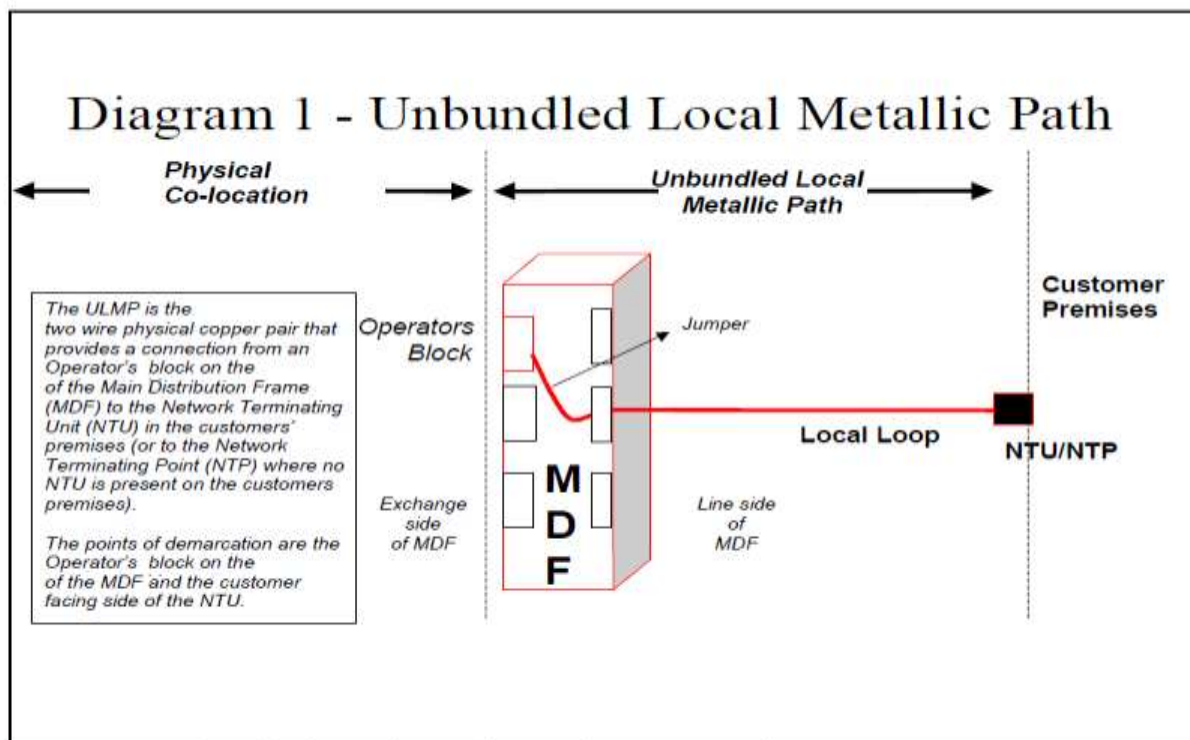 Diagram 1 - Unbundled Local Metallic Path
Physical
Co-location
Unbundled Local
Metallic Path
The ULMP is the
two wire physical copper pair that
provides a connection from an
Operator's block on the
of the Main Distribution Frame
(MDF) to the Network Terminating
Unit (NTU) in the customers'
premises (or to the Network
Terminating Point (NTP) where no
NTU is present on the customers
premises).
The points of demarcation are the
Operator's block on the
of the MDF and the customer
facing side of the NTU.
Operators
Block
Exchange
side
of MDF
M
D
F
Jumper
Local Loop
Line side
of
MDF
Customer
Premises
NTU/NTP